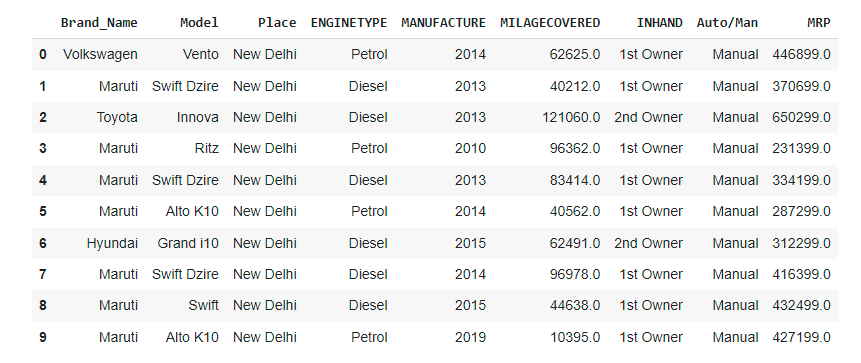 Brand_Name Model Place ENGINETYPE MANUFACTURE MILAGECOVERED INHAND Auto/Man MRP
0 Volkswagen Vento New Delhi Petrol 2014 62625.0 1st Owner Manual 446899.0
1 Maruti Swift Dzire New Delhi Diesel 2013 40212.0 1st Owner Manual 370699.0
2 Toyota Innova New Delhi Diesel 2013 121060.0 2nd Owner Manual 650299.0
3 Maruti Ritz New Delhi Petrol 2010 96362.0 1st Owner Manual 231399.0
4 Maruti Swift Dzire New Delhi Diesel 2013 83414.0 1st Owner Manual 334199.0
5 Maruti Alto K10 New Delhi Petrol 2014 40562.0 1st Owner Manual 287299.0
6 Hyundai Grand i10 New Delhi Diesel 2015 62491.0 2nd Owner Manual 312299.0
7 Maruti Swift Dzire New Delhi Diesel 2014 96978.0 1st Owner Manual 416399.0
8 Maruti Swift New Delhi Diesel 2015 44638.0 1st Owner Manual 432499.0
9 Maruti Alto K10 New Delhi Petrol 2019 10395.0 1st Owner Manual 427199.0